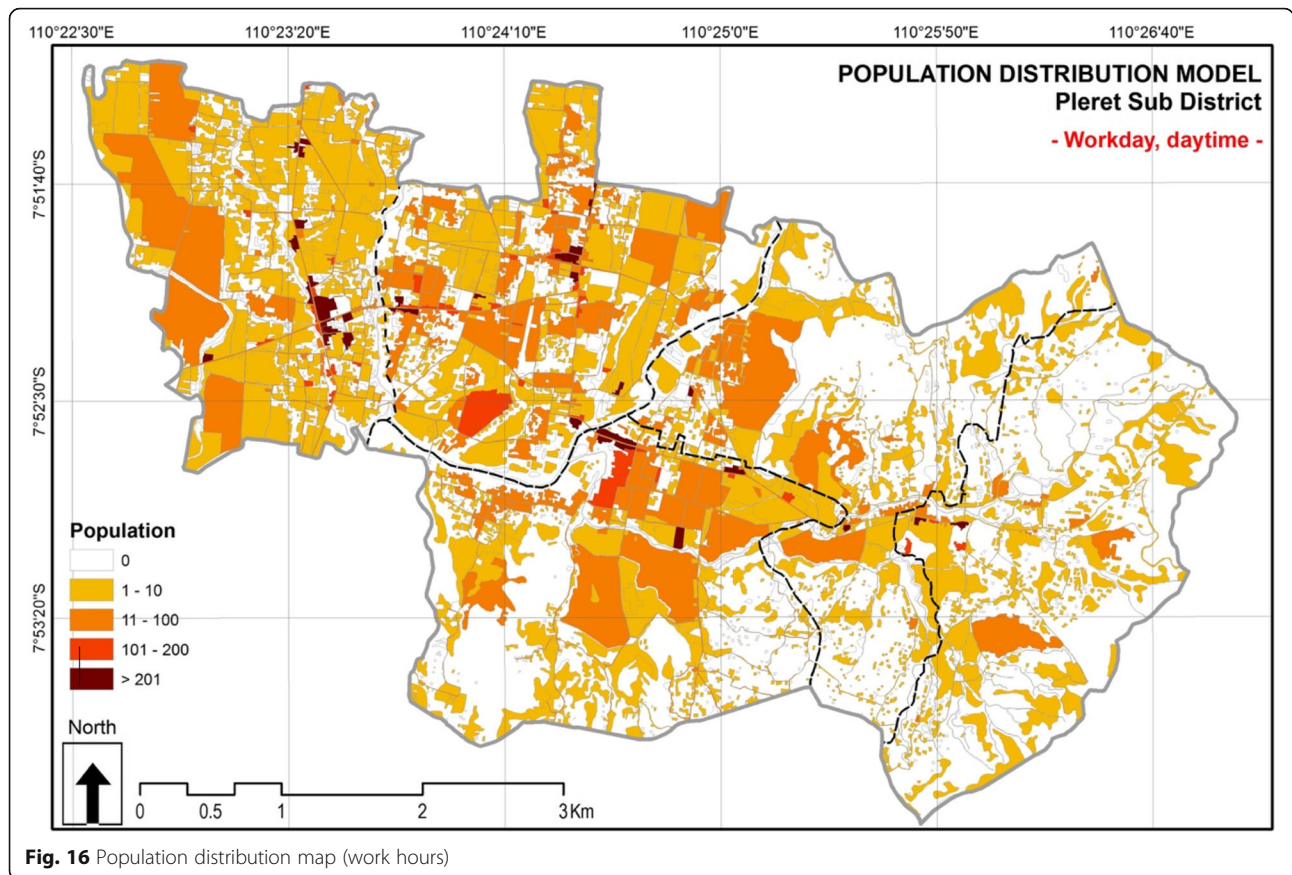 110°22'30"E 110°23'20"E 110°24'10"E 110°25'0"E 110°25'50"E 110°26'40"E
POPULATION DISTRIBUTION MODEL
Pleret Sub District
- Workday, daytime -
7°51'40"S
7°52'30"S
7°53'20"S
Population
0
1 - 10
11 - 100
101 - 200
> 201
North
0 0.5 1 2 3 Km
Fig. 16 Population distribution map (work hours)